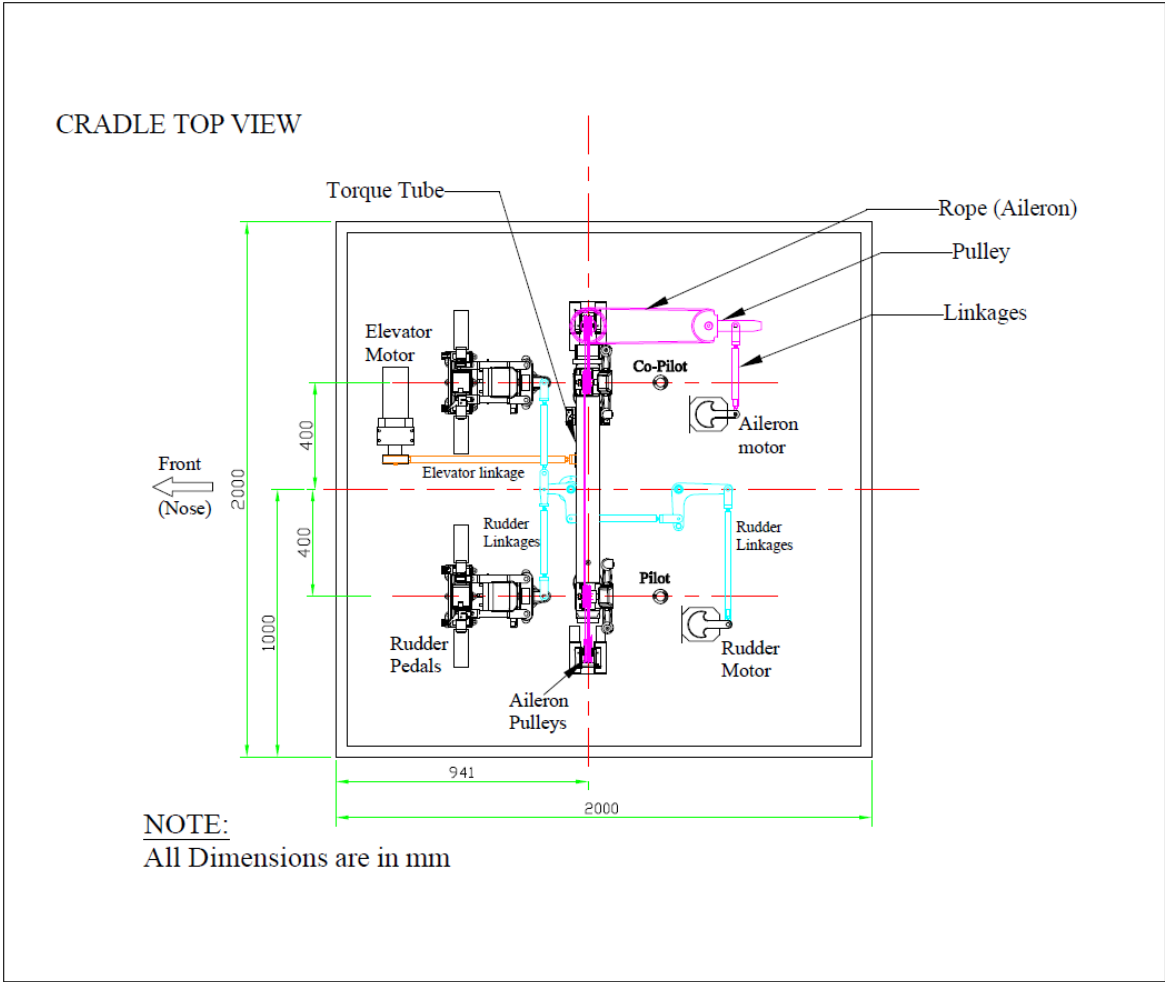 CRADLE TOP VIEW
Torque Tube
Rope (Aileron)
Pulley
Linkages
Elevator
Motor
Co-Pilot
Aileron
motor
400
Front
(Nose)
2000
Elevator linkage
400
Rudder
Linkages
Rudder
Linkages
Pilot
1000
Rudder
Pedals
Rudder
Motor
Aileron
Pulleys
941
2000
NOTE:
All Dimensions are in mm